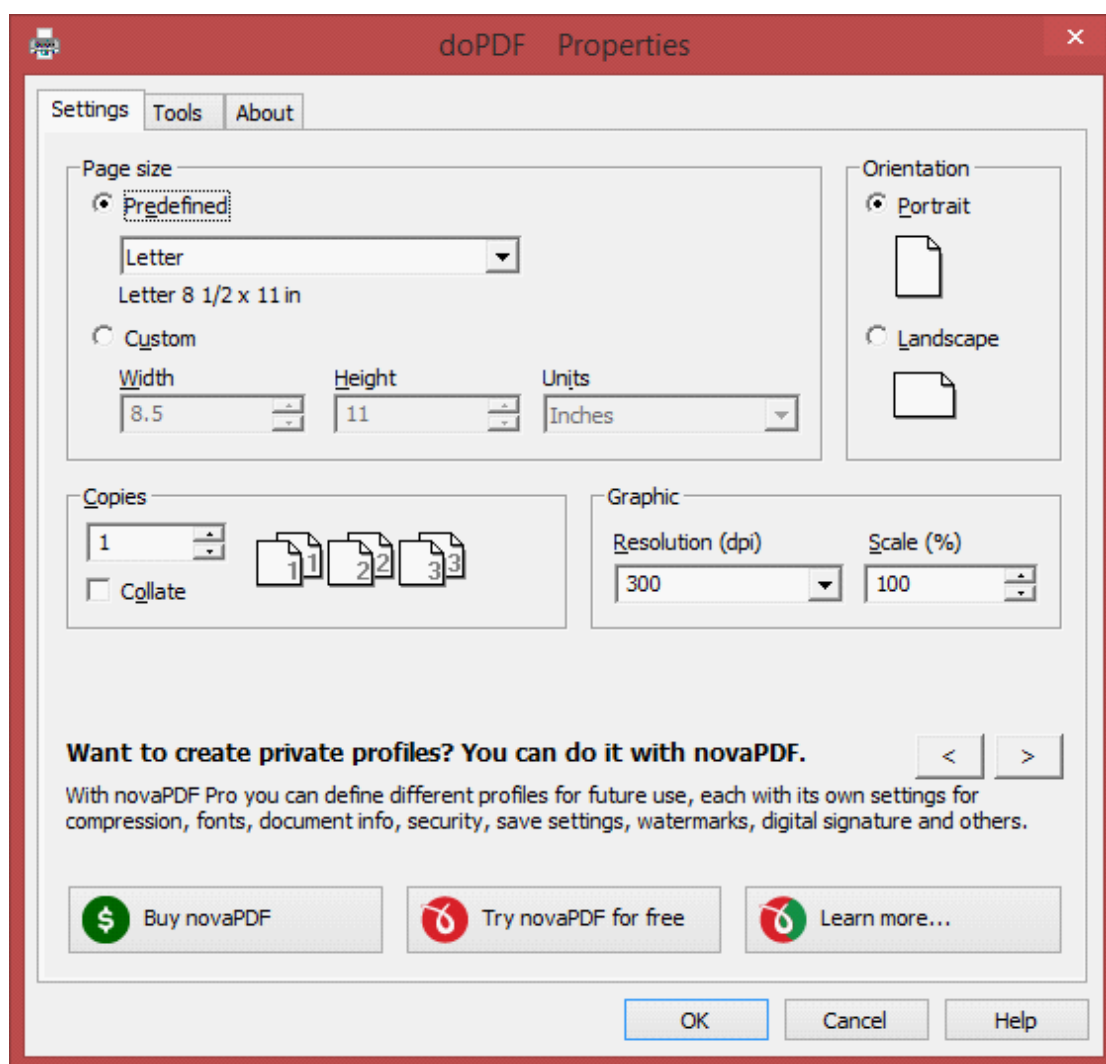 doPDF Properties
Settings Tools About
Page size
Predefined
Letter
Letter 8 1/2 x 11 in
Custom
Width Height Units
8.5 11 Inches
Orientation
Portrait
Landscape
Copies
1
Collate
1 1 2 2 3 3
Graphic
Resolution (dpi) Scale (%)
300 100
Want to create private profiles? You can do it with novaPDF. < >
With novaPDF Pro you can define different profiles for future use, each with its own settings for
compression, fonts, document info, security, save settings, watermarks, digital signature and others.
$ Buy novaPDF Try novaPDF for free Learn more...
OK Cancel Help